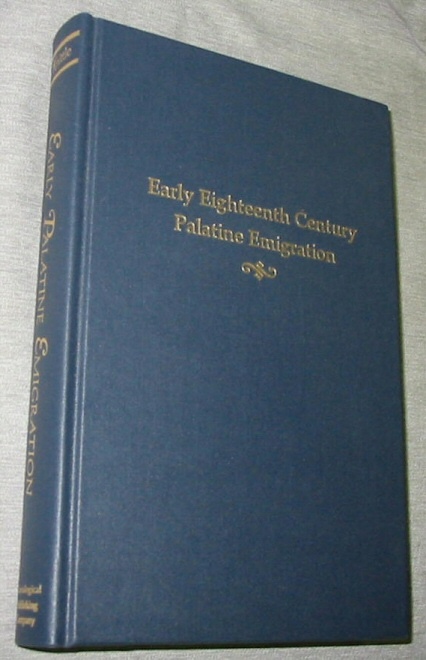 Early Eighteenth Century
Palatine Emigration
EARLY PALATINE EMIGRATION